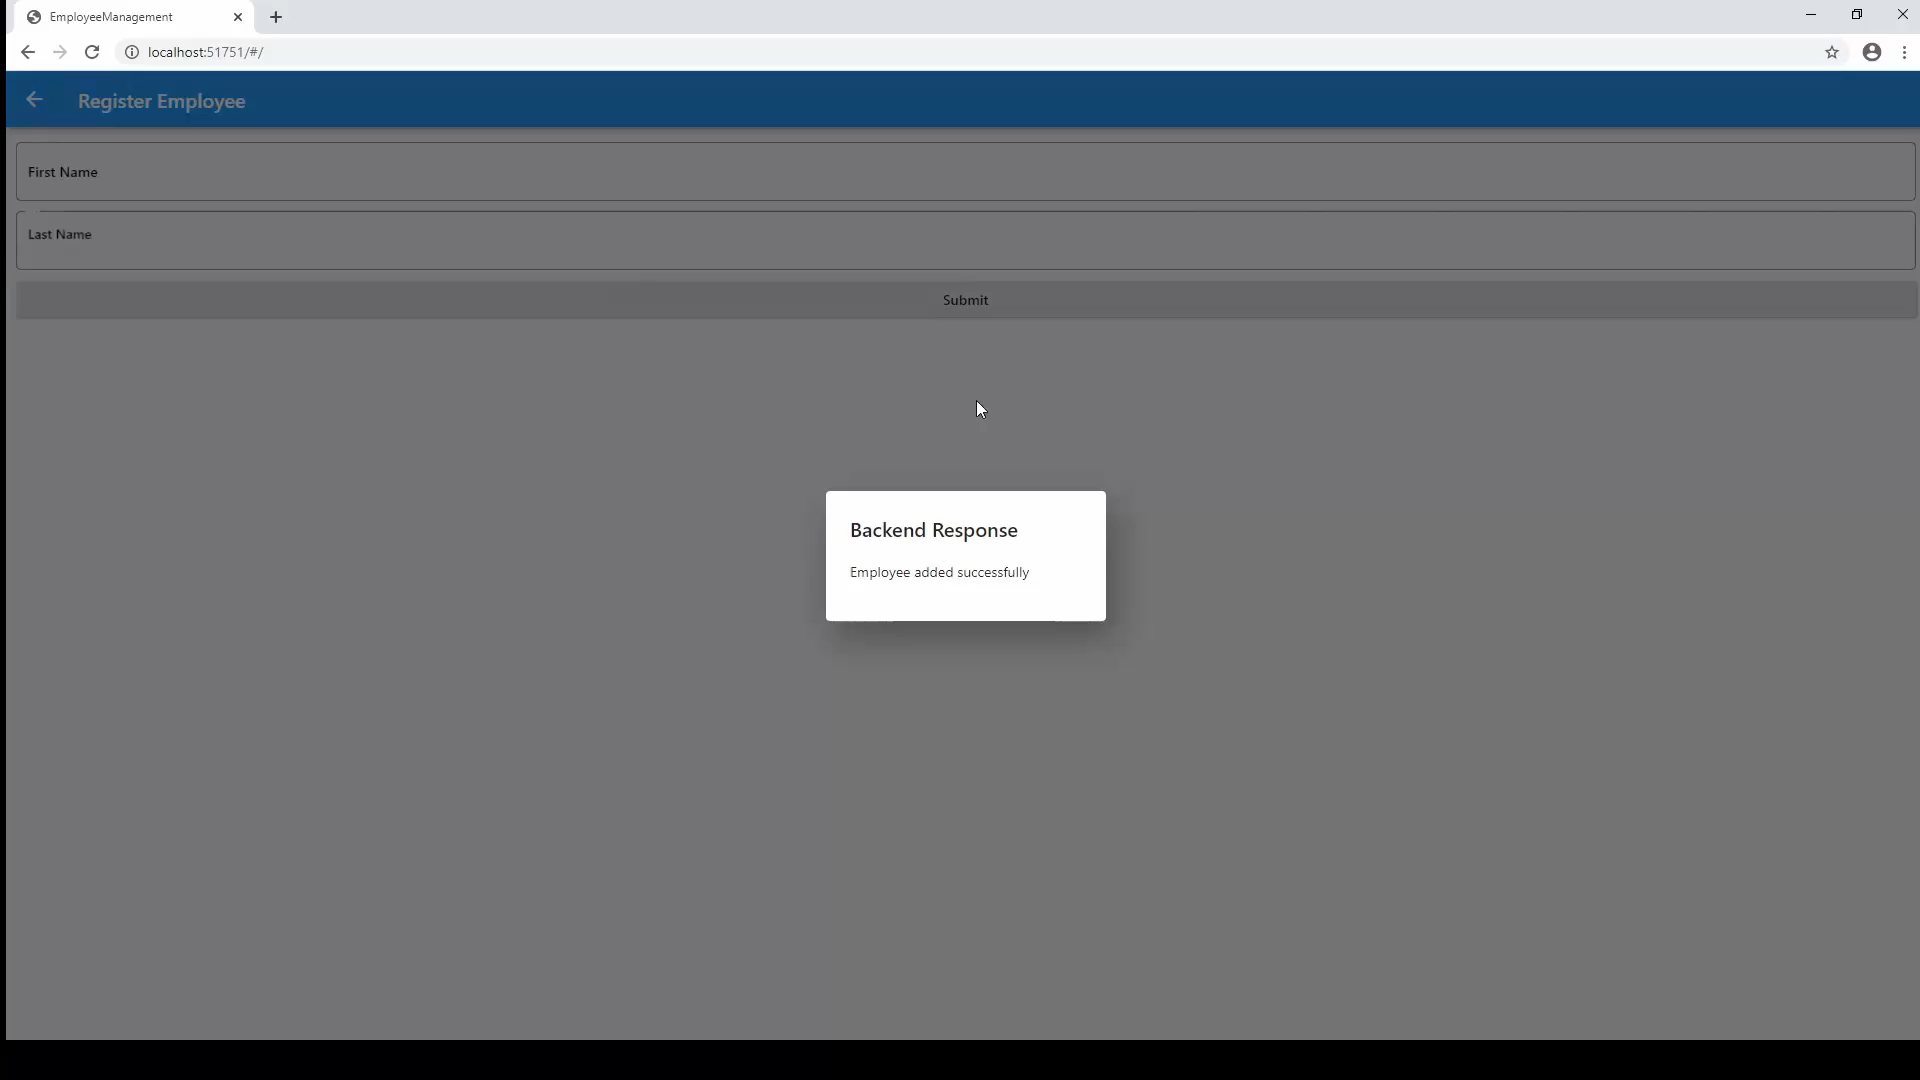 EmployeeManagement
localhost:51751/#/
Register Employee
First Name
Last Name
Submit
Backend Response
Employee added successfully